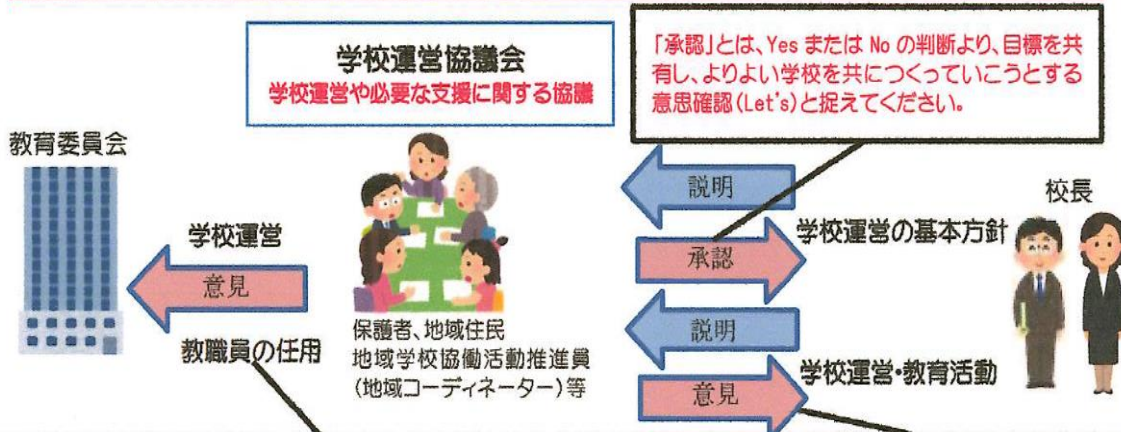 学校運営協議会
学校運営や必要な支援に関する協議
「承認」とは、Yes または No の判断より、目標を共
有し、よりよい学校を共につくっていこうとする
意思確認(Let's)と捉えてください。
教育委員会
学校運営
意見
教職員の任用
保護者、地域住民
地域学校協働活動推進員
(地域コーディネーター)等
説明
承認
学校運営の基本方針
説明
意見
学校運営・教育活動
校長